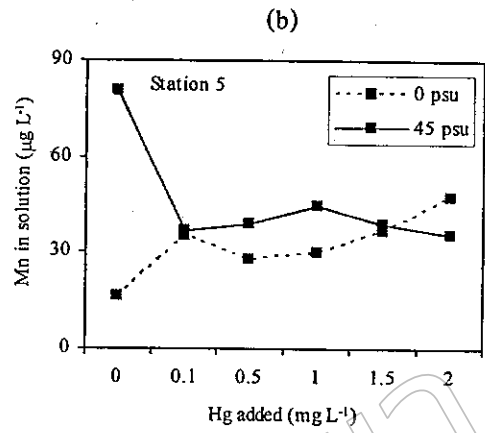 (b)
90
Station 5
0 psu
45 psu
60
30
0
Mn in solution (µg L⁻¹)
0 0.1 0.5 1 1.5 2
Hg added (mg L⁻¹)